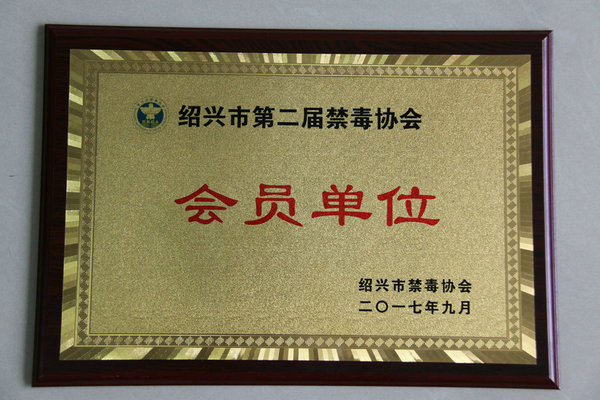 绍兴市第二届禁毒协会
会员单位
绍兴市禁毒协会
二〇一七年九月